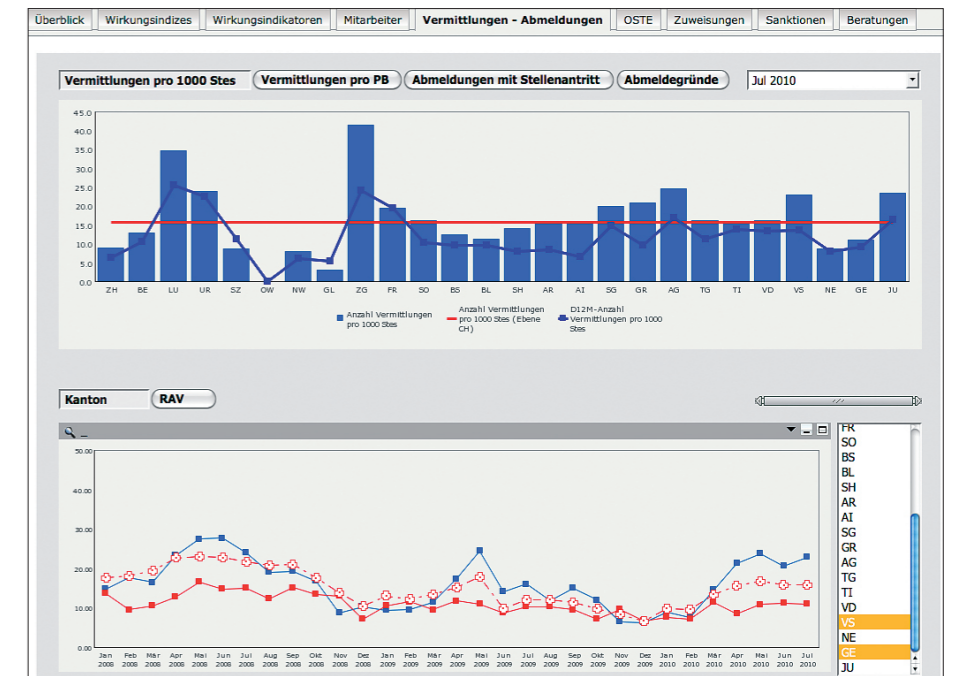 Überblick Wirkungsindizes Wirkungsindikatoren Mitarbeiter Vermittlungen - Abmeldungen OSTE Zuweisungen Sanktionen Beratungen
Vermittlungen pro 1000 Stes Vermittlungen pro PB Abmeldungen mit Stellenantritt Abmeldegründe Jul 2010
45.0
40.0
35.0
30.0
25.0
20.0
15.0
10.0
5.0
0.0
ZH BE LU UR SZ OW NW GL ZG FR SO BS BL SH AR AI SG GR AG TG TI VD VS NE GE JU
Anzahl Vermittlungen
pro 1000 Stes
Anzahl Vermittlungen
pro 1000 Stes (Ebene
CH)
D12M-Anzahl
Vermittlungen pro 1000
Stes
Kanton RAV
50.00
40.00
30.00
20.00
10.00
0.00
Jan Feb Mär Apr Mai Jun Jul Aug Sep Okt Nov Dez Jan Feb Mär Apr Mai Jun Jul Aug Sep Okt Nov Dez Jan Feb Mär Apr Mai Jun Jul
2008 2008 2008 2008 2008 2008 2008 2008 2008 2008 2008 2008 2009 2009 2009 2009 2009 2009 2009 2009 2009 2009 2009 2009 2010 2010 2010 2010 2010 2010 2010
FR
SO
BS
BL
SH
AR
AI
SG
GR
AG
TG
TI
VD
VS
NE
GE
JU